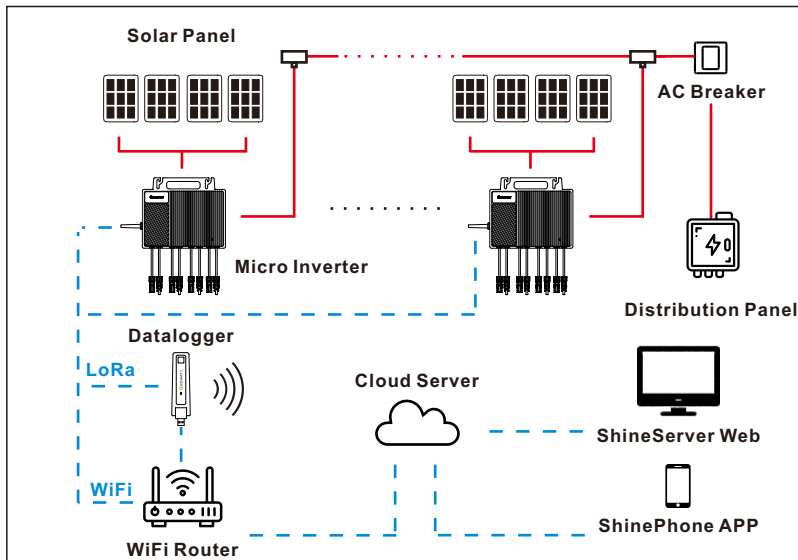 Solar Panel
AC Breaker
Micro Inverter
Distribution Panel
Datalogger
LoRa
Cloud Server
ShineServer Web
WiFi
ShinePhone APP
WiFi Router